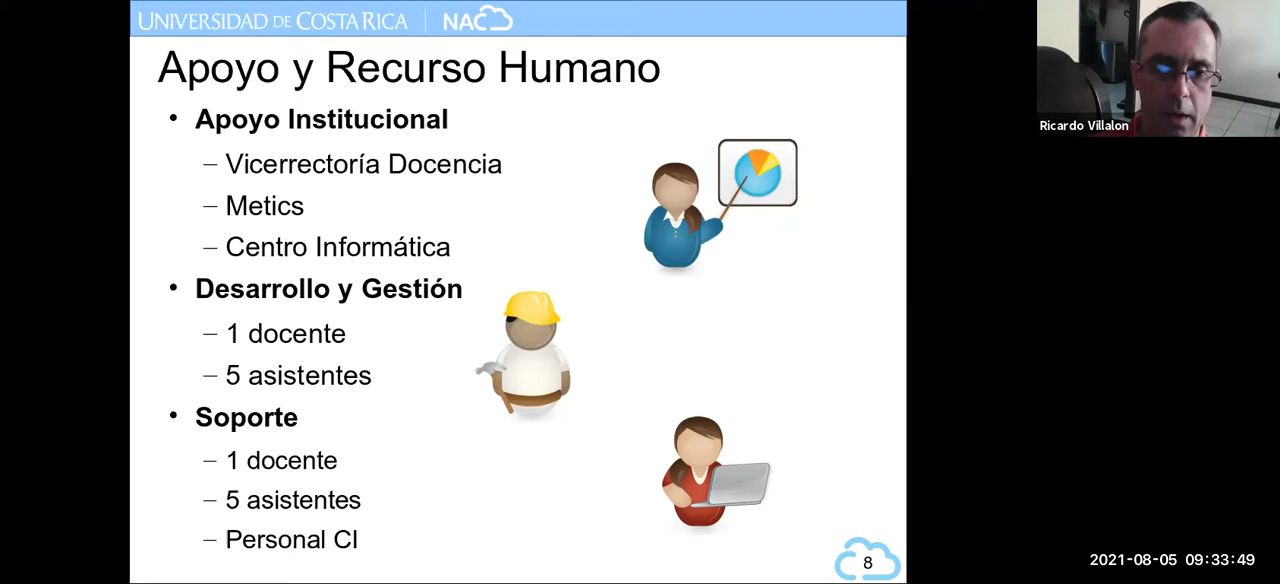 UNIVERSIDAD DE COSTA RICA NAC
Apoyo y Recurso Humano
• Apoyo Institucional
– Vicerrectoría Docencia
– Metics
– Centro Informática
• Desarrollo y Gestión
– 1 docente
– 5 asistentes
• Soporte
– 1 docente
– 5 asistentes
– Personal CI
8
Ricardo Villalon
2021-08-05 09:33:49